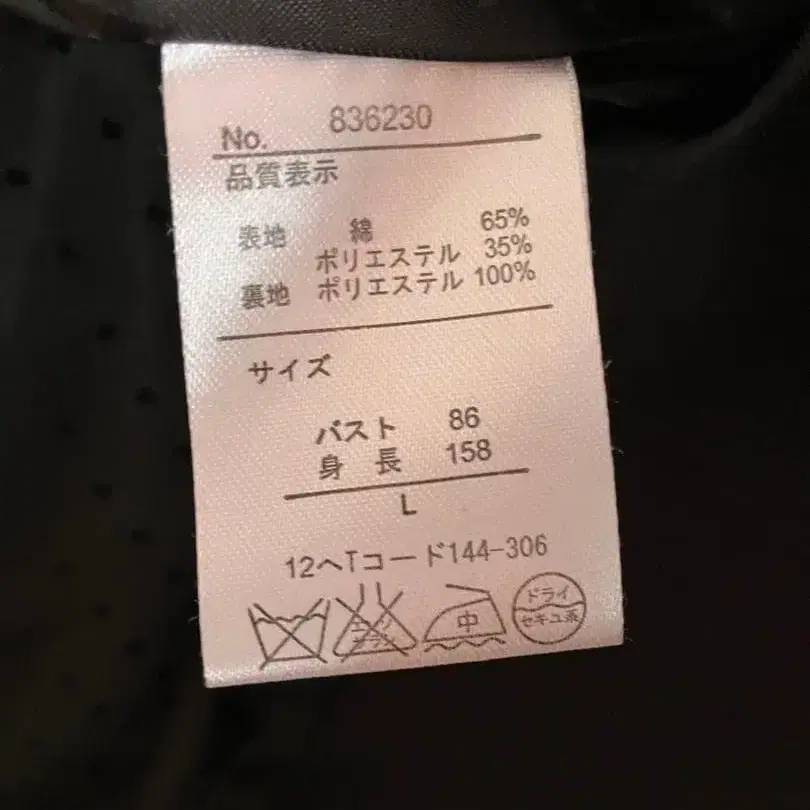 No. 836230
品質表示
表地 綿 65%
ポリエステル 35%
裏地 ポリエステル 100%
サイズ
バスト 86
身長 158
L
12ヘTコード144-306
中
ドライ
セキユ系